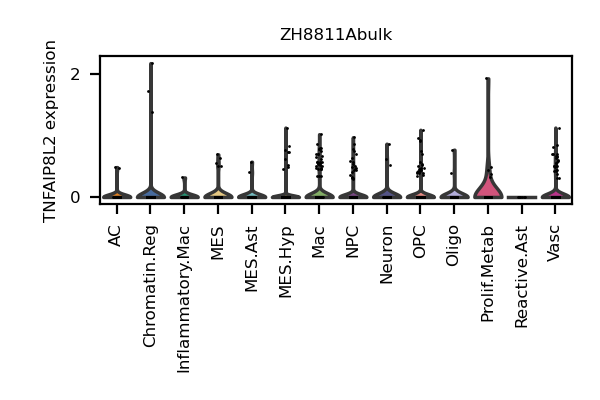 ZH8811Abulk
TNFAIP8L2 expression
2
0
AC
Chromatin.Reg
Inflammatory.Mac
MES
MES.Ast
MES.Hyp
Mac
NPC
Neuron
OPC
Oligo
Prolif.Metab
Reactive.Ast
Vasc